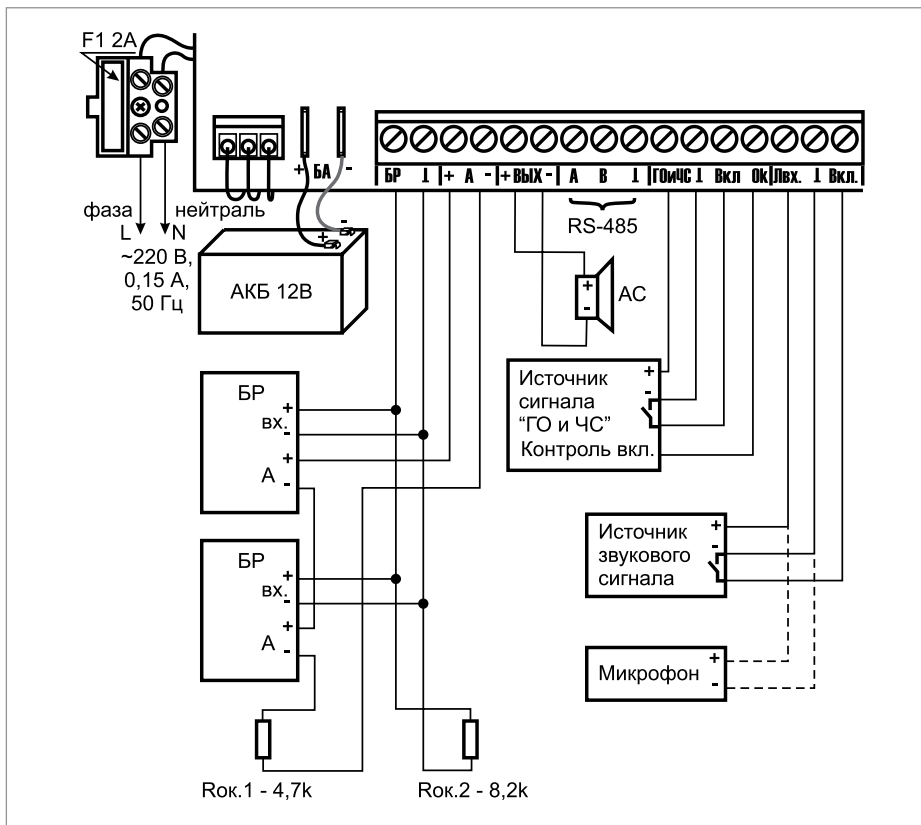 F1 2A
+ БА -
БР ⊥ + А - + ВЫХ - А В ⊥ ГОиЧС ⊥ Вкл Ok Лвх. ⊥ Вкл.
RS-485
фаза нейтраль
L N
~220 В,
0,15 А,
50 Гц
+ -
АКБ 12В
+
-
АС
Источник
сигнала
“ГО и ЧС”
Контроль вкл.
+
-
БР
+
вх.
-
+
А
-
Источник
звукового
сигнала
+
-
БР
+
вх.
-
+
А
-
Микрофон
+
-
Rок.1 - 4,7k
Rок.2 - 8,2k